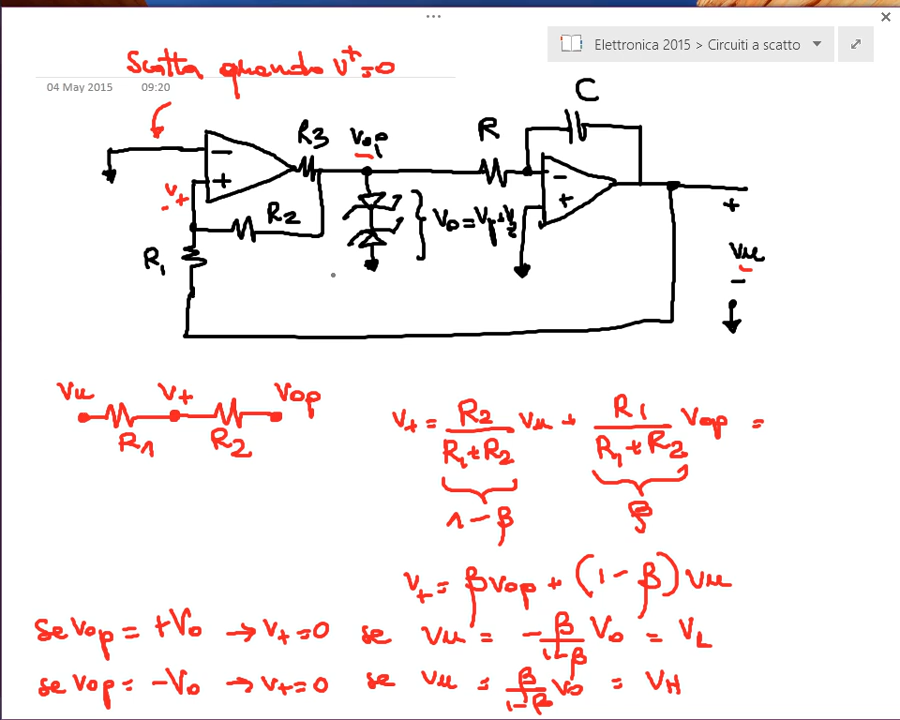 Elettronica 2015 > Circuiti a scatto
Scatta quando V+=0
04 May 2015 09:20
C
R3 Vop R
- + V+ R2 - +
} Vo = Vγ+Vz
R1
+ Vu -
Vu V+ Vop
R1 R2
V+ = R2/(R1+R2) Vu + R1/(R1+R2) Vop =
1-β β
V+ = βVop + (1-β) Vu
se Vop = +Vo → V+=0 se Vu = - β/(1-β) Vo = VL
se Vop = -Vo → V+=0 se Vu = β/(1-β) Vo = VH